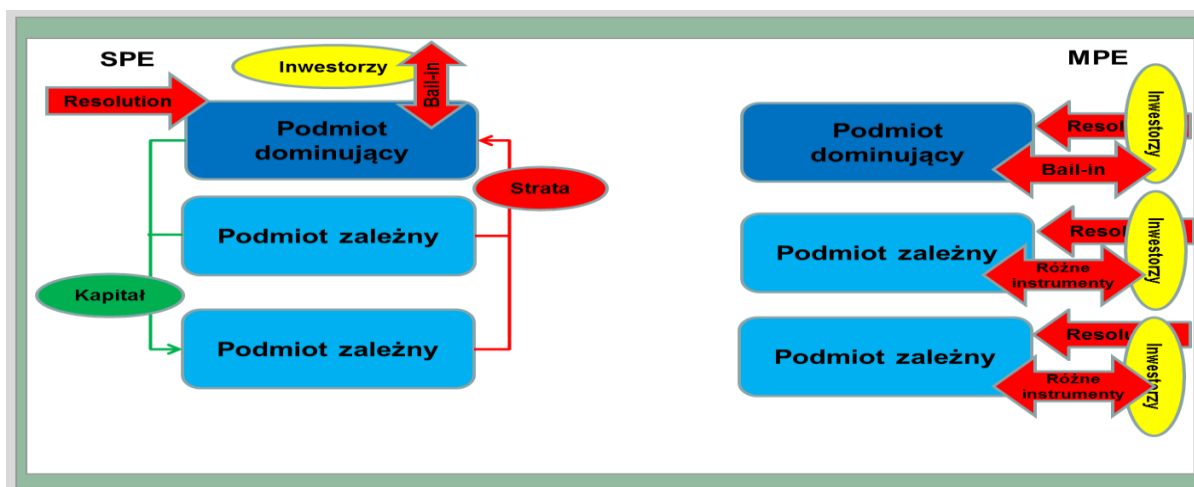 SPE
Inwestorzy
Bail-in
Resolution
Podmiot
dominujący
Strata
Podmiot zależny
Kapitał
Podmiot zależny
MPE
Podmiot
dominujący
Inwestorzy
Bail-in
Podmiot zależny
Inwestorzy
Różne
instrumenty
Podmiot zależny
Inwestorzy
Różne
instrumenty